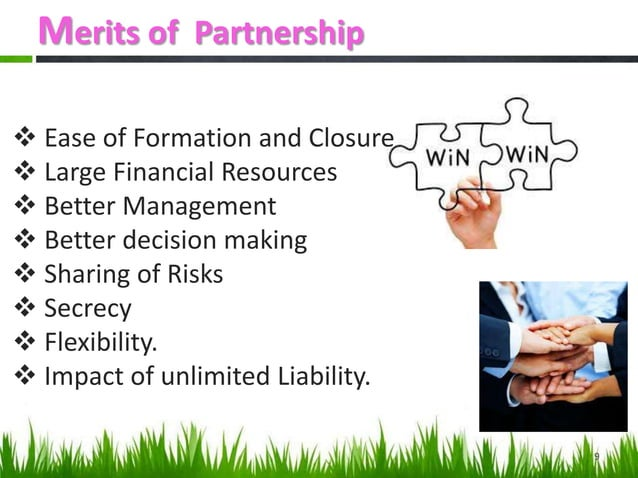 Merits of Partnership
❖ Ease of Formation and Closure
❖ Large Financial Resources
❖ Better Management
❖ Better decision making
❖ Sharing of Risks
❖ Secrecy
❖ Flexibility.
❖ Impact of unlimited Liability.
WiN WiN
9